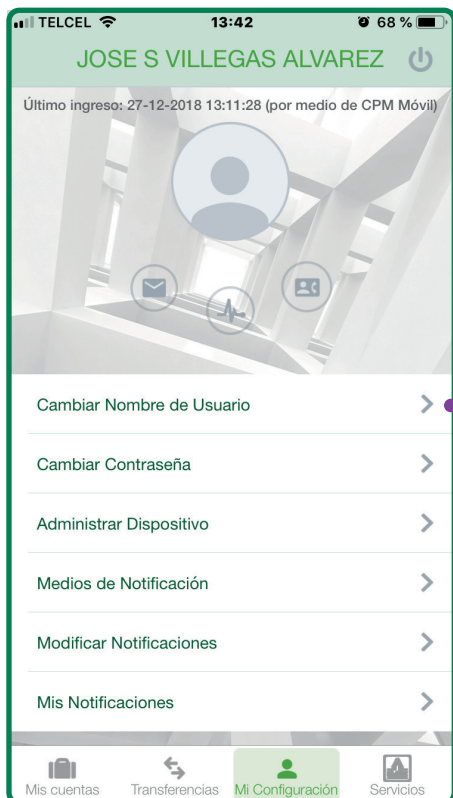 TELCEL 13:42 68 %
JOSE S VILLEGAS ALVAREZ
Último ingreso: 27-12-2018 13:11:28 (por medio de CPM Móvil)
Cambiar Nombre de Usuario
Cambiar Contraseña
Administrar Dispositivo
Medios de Notificación
Modificar Notificaciones
Mis Notificaciones
Mis cuentas Transferencias Mi Configuración Servicios